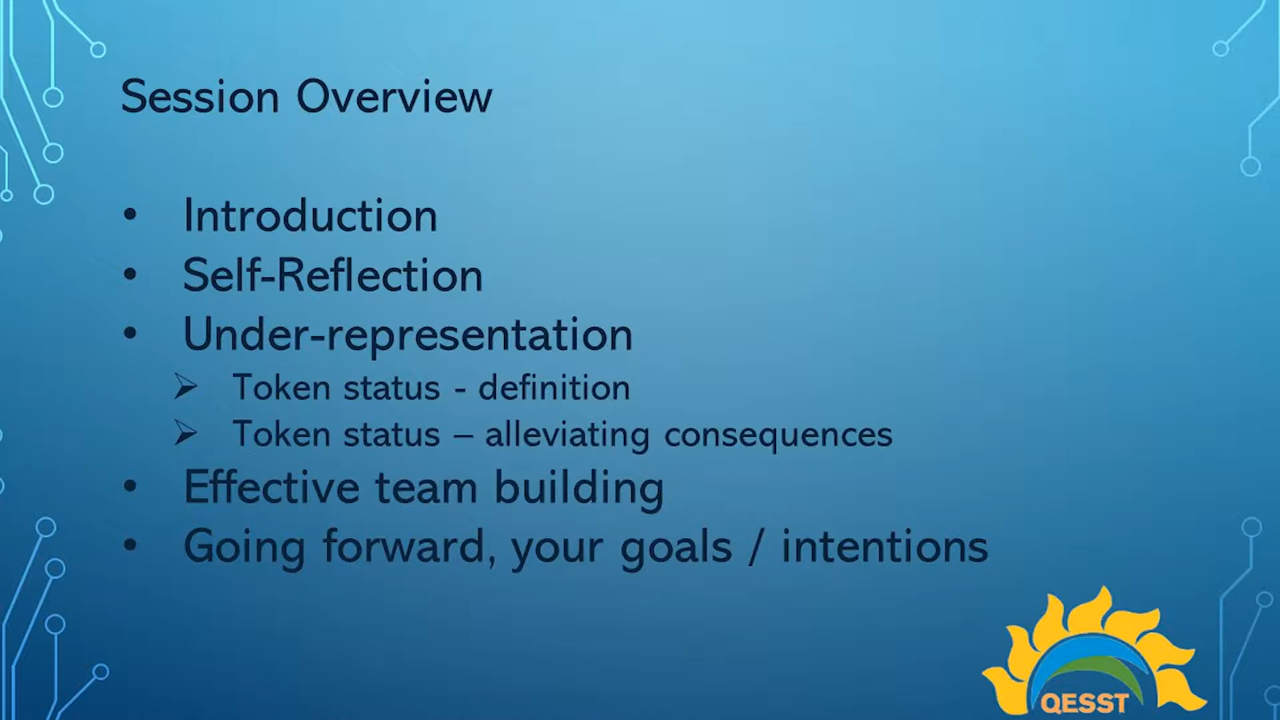 Session Overview
• Introduction
• Self-Reflection
• Under-representation
➢ Token status - definition
➢ Token status – alleviating consequences
• Effective team building
• Going forward, your goals / intentions
QESST